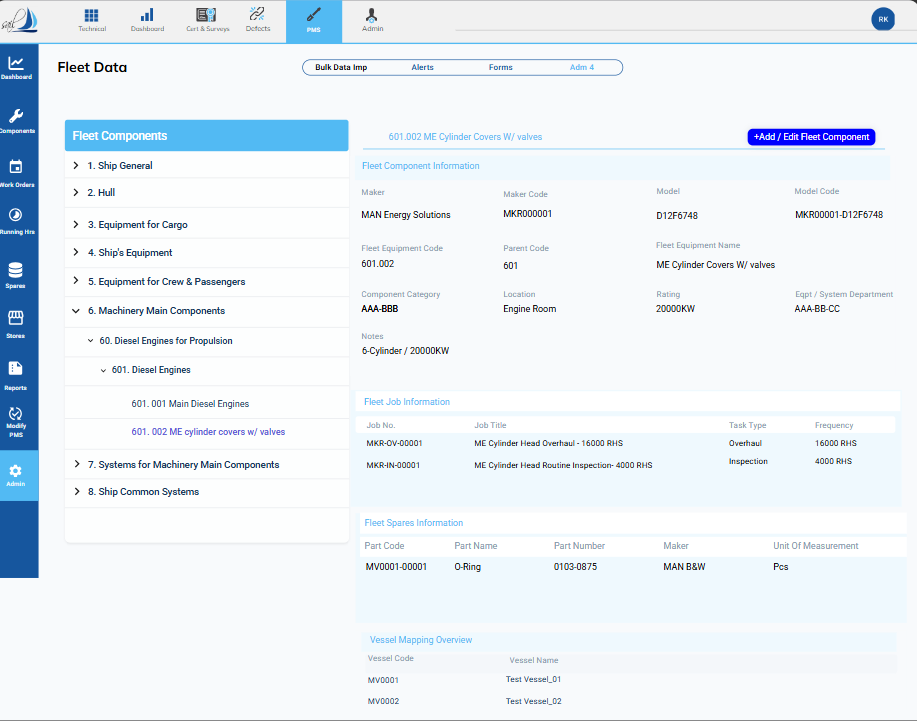 sail
Technical Dashboard Cert & Surveys Defects PMS Admin RK
Fleet Data
Bulk Data Imp Alerts Forms Adm 4
Dashboard
Components
Work Orders
Running Hrs
Spares
Stores
Reports
Modify
PMS
Admin
Fleet Components
1. Ship General
2. Hull
3. Equipment for Cargo
4. Ship's Equipment
5. Equipment for Crew & Passengers
6. Machinery Main Components
60. Diesel Engines for Propulsion
601. Diesel Engines
601. 001 Main Diesel Engines
601. 002 ME cylinder covers w/ valves
7. Systems for Machinery Main Components
8. Ship Common Systems
601.002 ME Cylinder Covers W/ valves +Add / Edit Fleet Component
Fleet Component Information
Maker Maker Code Model Model Code
MAN Energy Solutions MKR000001 D12F6748 MKR00001-D12F6748
Fleet Equipment Code Parent Code Fleet Equipment Name
601.002 601 ME Cylinder Covers W/ valves
Component Category Location Rating Eqpt / System Department
AAA-BBB Engine Room 20000KW AAA-BB-CC
Notes
6-Cylinder / 20000KW
Fleet Job Information
Job No. Job Title Task Type Frequency
MKR-OV-00001 ME Cylinder Head Overhaul - 16000 RHS Overhaul 16000 RHS
MKR-IN-00001 ME Cylinder Head Routine Inspection- 4000 RHS Inspection 4000 RHS
Fleet Spares Information
Part Code Part Name Part Number Maker Unit Of Measurement
MV0001-00001 O-Ring 0103-0875 MAN B&W Pcs
Vessel Mapping Overview
Vessel Code Vessel Name
MV0001 Test Vessel_01
MV0002 Test Vessel_02